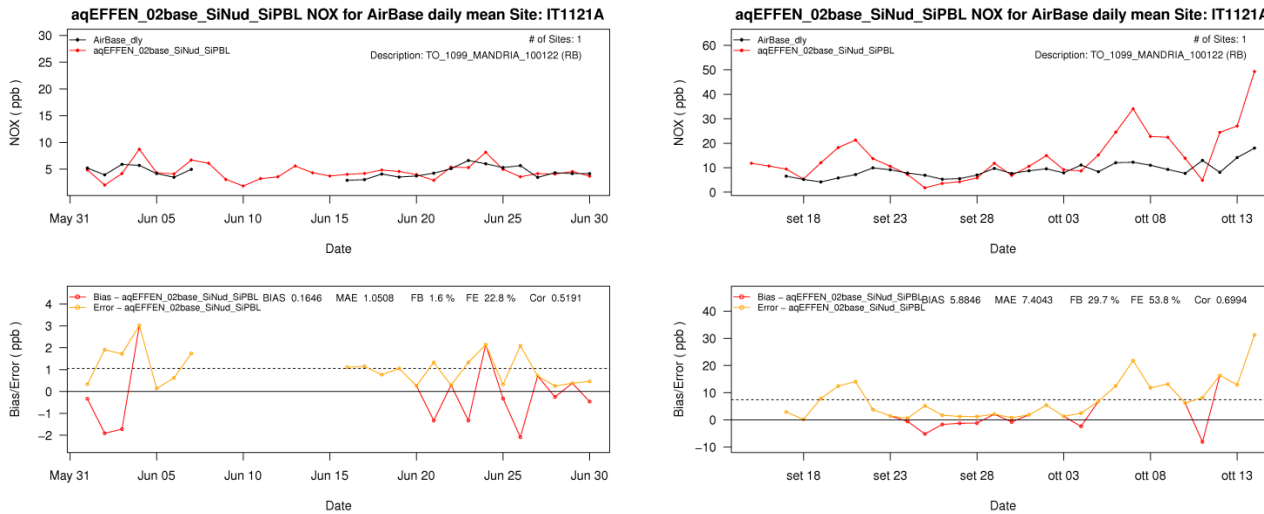 aqEFFEN_02base_SiNud_SiPBL NOX for AirBase daily mean Site: IT1121A
AirBase_dly
aqEFFEN_02base_SiNud_SiPBL
# of Sites: 1
Description: TO_1099_MANDRIA_100122 (RB)
30
25
20
15
10
5
NOX ( ppb )
May 31 Jun 05 Jun 10 Jun 15 Jun 20 Jun 25 Jun 30
Date
aqEFFEN_02base_SiNud_SiPBL NOX for AirBase daily mean Site: IT1121A
AirBase_dly
aqEFFEN_02base_SiNud_SiPBL
# of Sites: 1
Description: TO_1099_MANDRIA_100122 (RB)
60
50
40
30
20
10
0
NOX ( ppb )
set 18 set 23 set 28 ott 03 ott 08 ott 13
Date
Bias − aqEFFEN_02base_SiNud_SiPBL BIAS 0.1646 MAE 1.0508 FB 1.6 % FE 22.8 % Cor 0.5191
Error − aqEFFEN_02base_SiNud_SiPBL
4
3
2
1
0
−1
−2
Bias/Error ( ppb )
May 31 Jun 05 Jun 10 Jun 15 Jun 20 Jun 25 Jun 30
Date
Bias − aqEFFEN_02base_SiNud_SiPBL BIAS 5.8846 MAE 7.4043 FB 29.7 % FE 53.8 % Cor 0.6994
Error − aqEFFEN_02base_SiNud_SiPBL
40
30
20
10
0
−10
Bias/Error ( ppb )
set 18 set 23 set 28 ott 03 ott 08 ott 13
Date